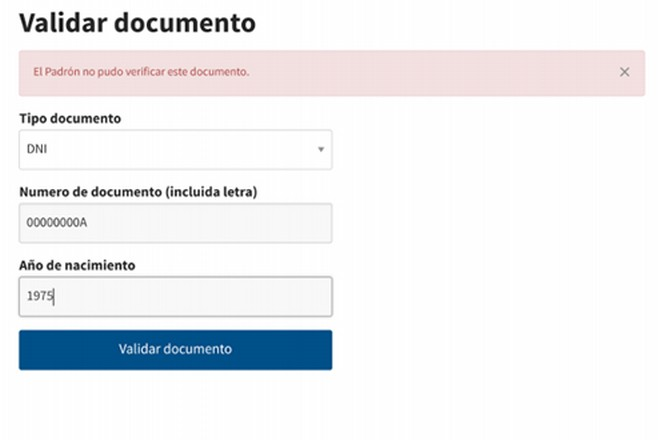 Validar documento
El Padrón no pudo verificar este documento. ×
Tipo documento
DNI
Numero de documento (incluida letra)
00000000A
Año de nacimiento
1975
Validar documento